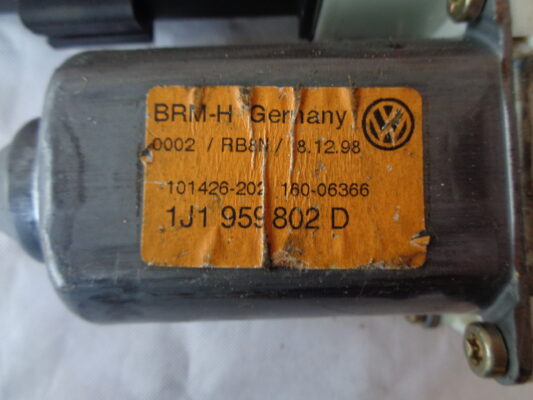 BRM-H Germany
0002 / RB8N / 8.12.98
101426-202 160-06366
1J1 959 802 D